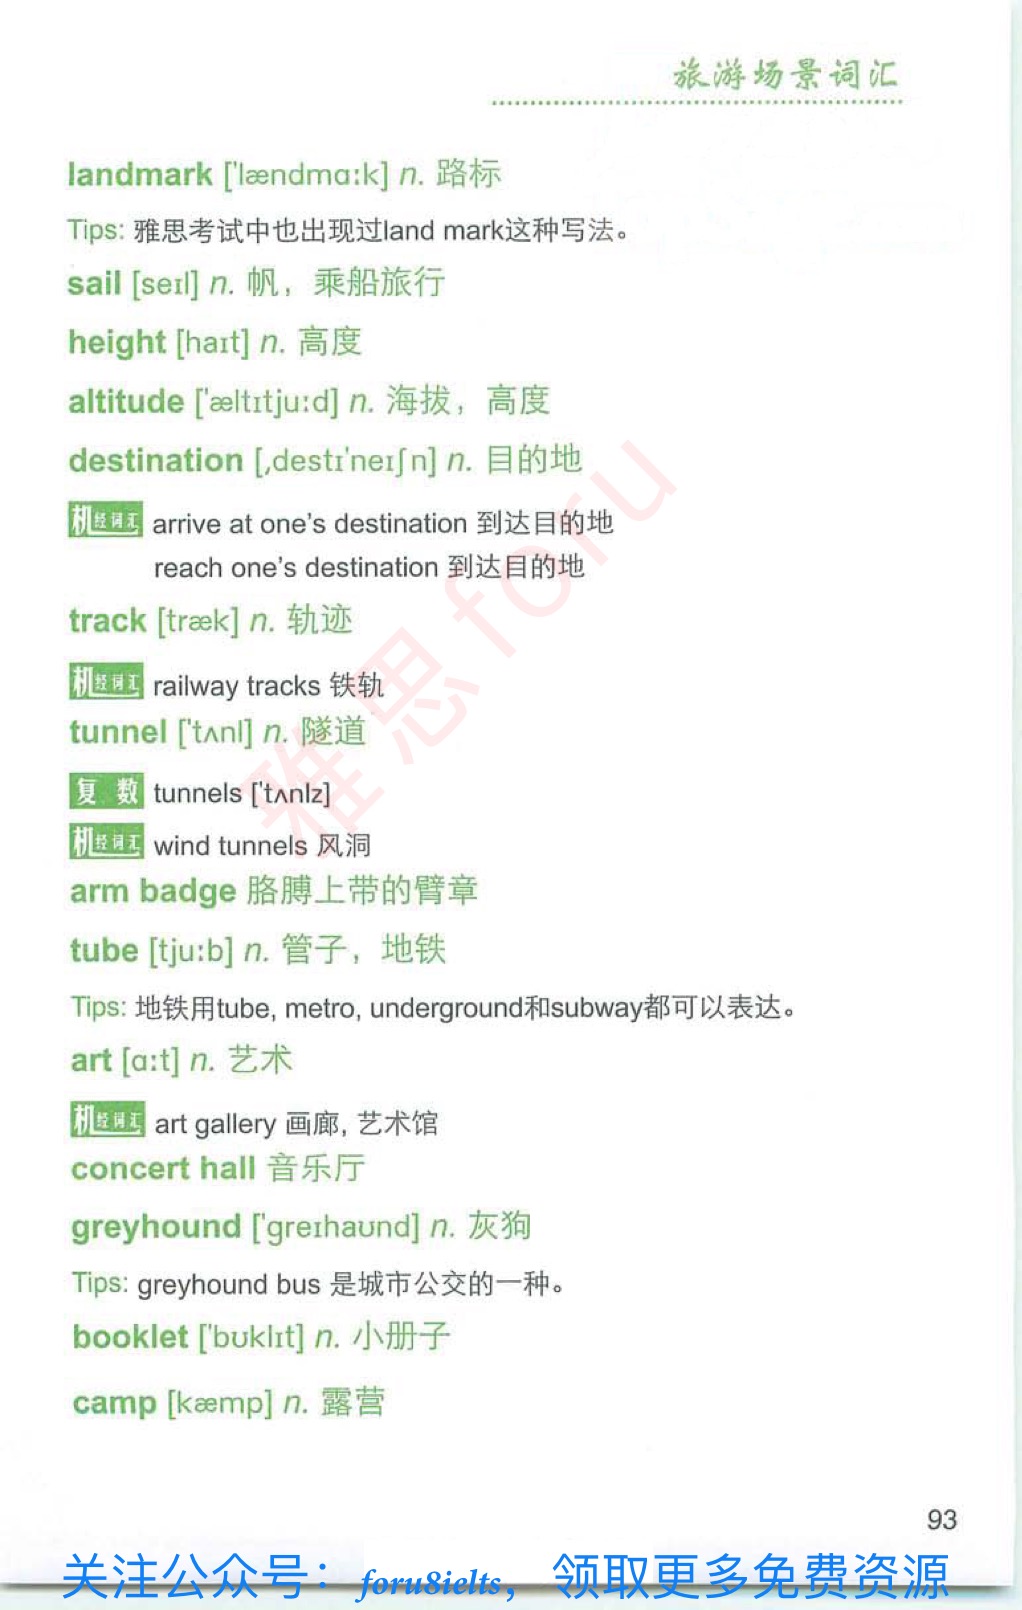 旅游场景词汇
landmark ['lændmɑːk] n. 路标
Tips: 雅思考试中也出现过land mark这种写法。
sail [seɪl] n. 帆，乘船旅行
height [haɪt] n. 高度
altitude ['æltɪtjuːd] n. 海拔，高度
destination [ˌdestɪ'neɪʃn] n. 目的地
机经词汇 arrive at one's destination 到达目的地
reach one's destination 到达目的地
track [træk] n. 轨迹
机经词汇 railway tracks 铁轨
tunnel ['tʌnl] n. 隧道
复数 tunnels ['tʌnlz]
机经词汇 wind tunnels 风洞
arm badge 胳膊上带的臂章
tube [tjuːb] n. 管子，地铁
Tips: 地铁用tube, metro, underground和subway都可以表达。
art [ɑːt] n. 艺术
机经词汇 art gallery 画廊, 艺术馆
concert hall 音乐厅
greyhound ['greɪhaʊnd] n. 灰狗
Tips: greyhound bus 是城市公交的一种。
booklet ['bʊklɪt] n. 小册子
camp [kæmp] n. 露营
93
雅思foru
关注公众号：foru8ielts，领取更多免费资源